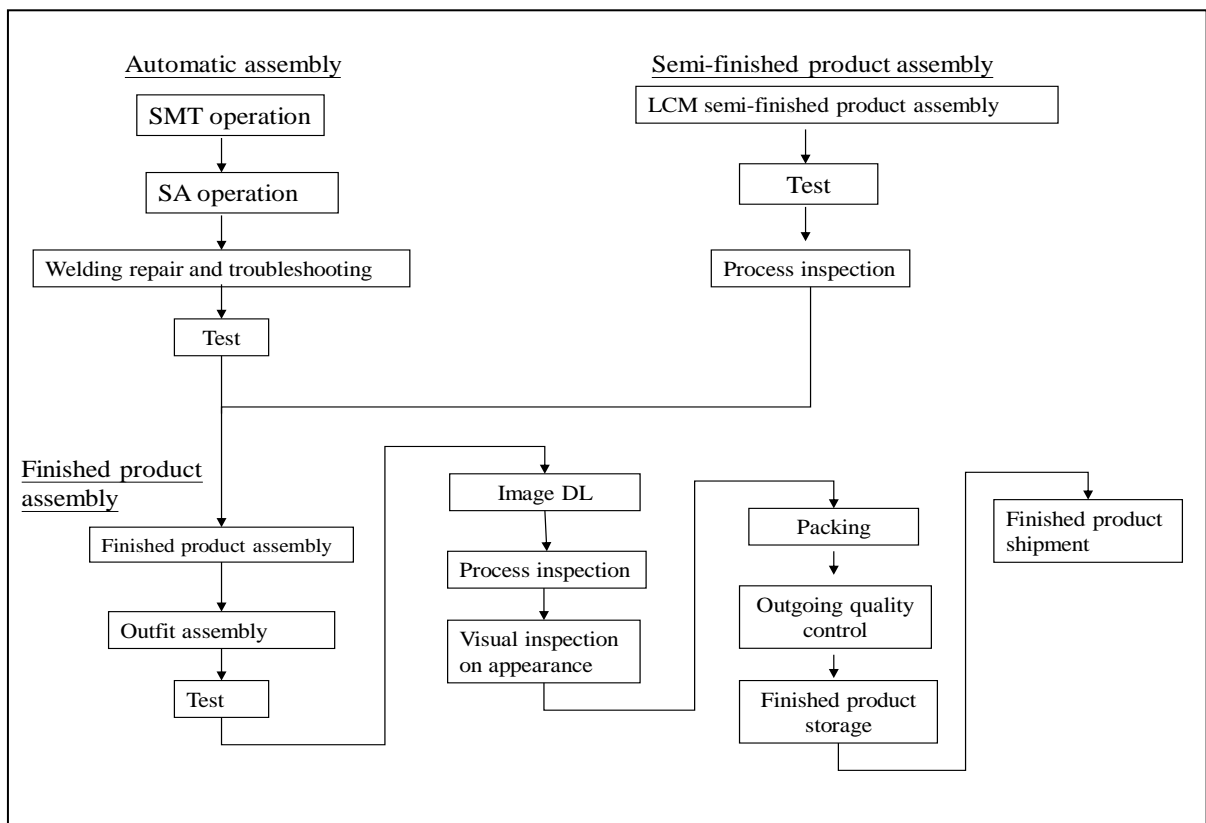 Automatic assembly
SMT operation
SA operation
Welding repair and troubleshooting
Test
Semi-finished product assembly
LCM semi-finished product assembly
Test
Process inspection
Finished product
assembly
Finished product assembly
Outfit assembly
Test
Image DL
Process inspection
Visual inspection
on appearance
Packing
Outgoing quality
control
Finished product
storage
Finished product
shipment